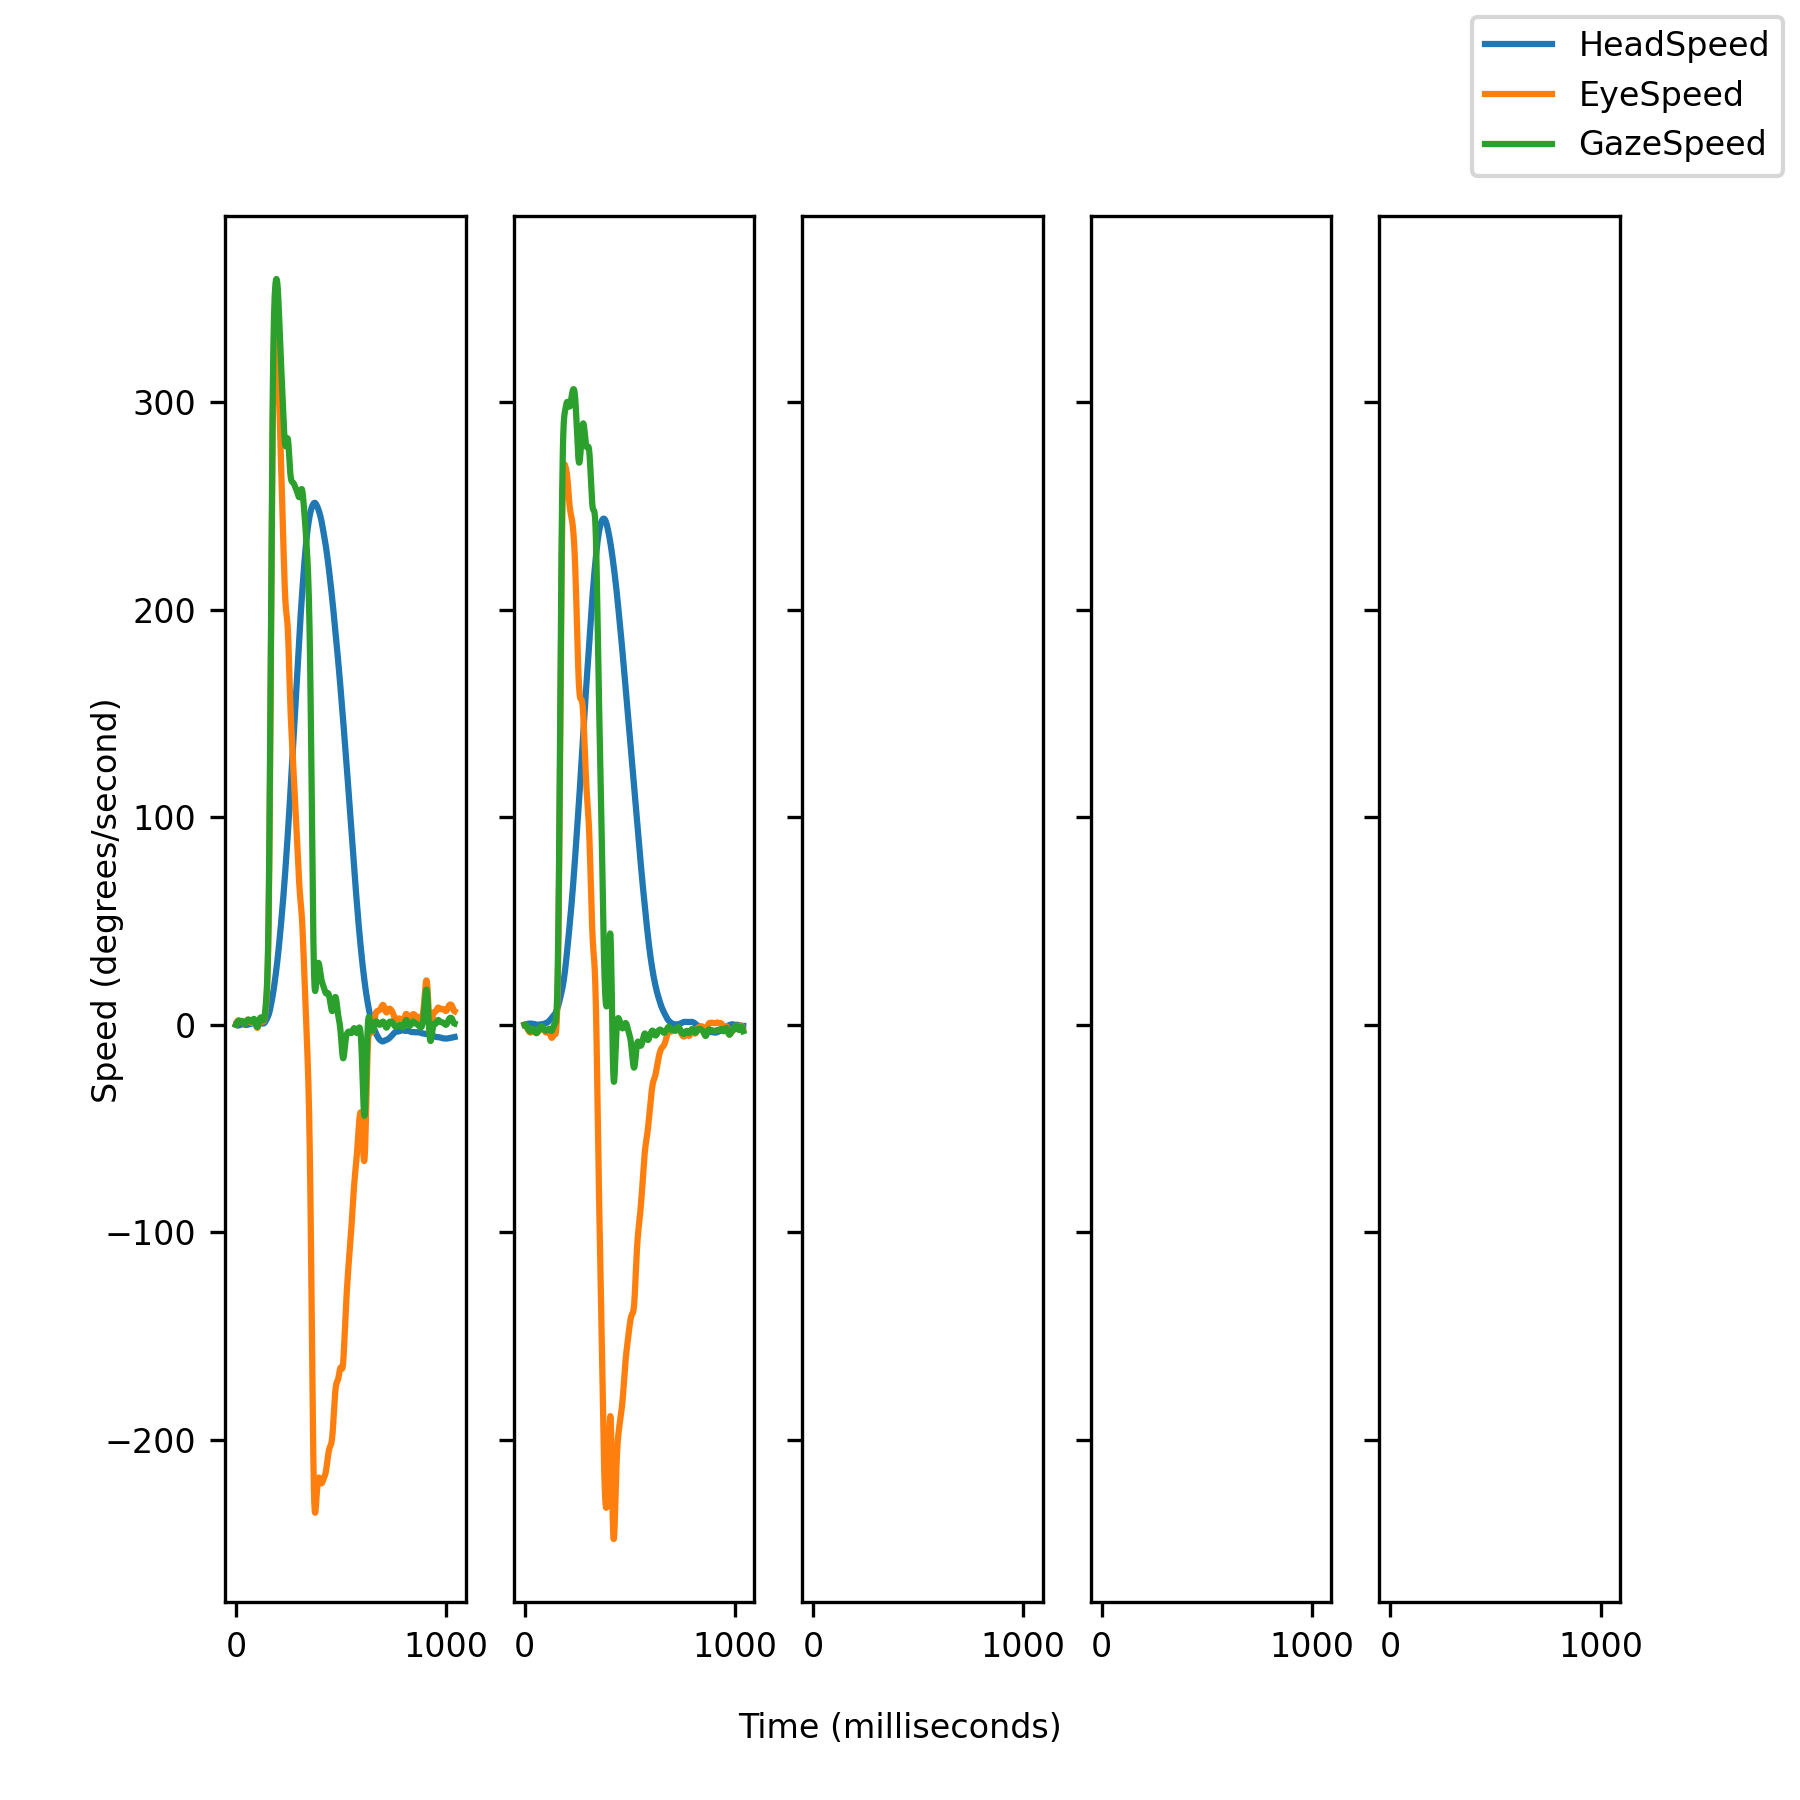 HeadSpeed
EyeSpeed
GazeSpeed
300
200
100
0
−100
−200
Speed (degrees/second)
0 1000 0 1000 0 1000 0 1000 0 1000
Time (milliseconds)